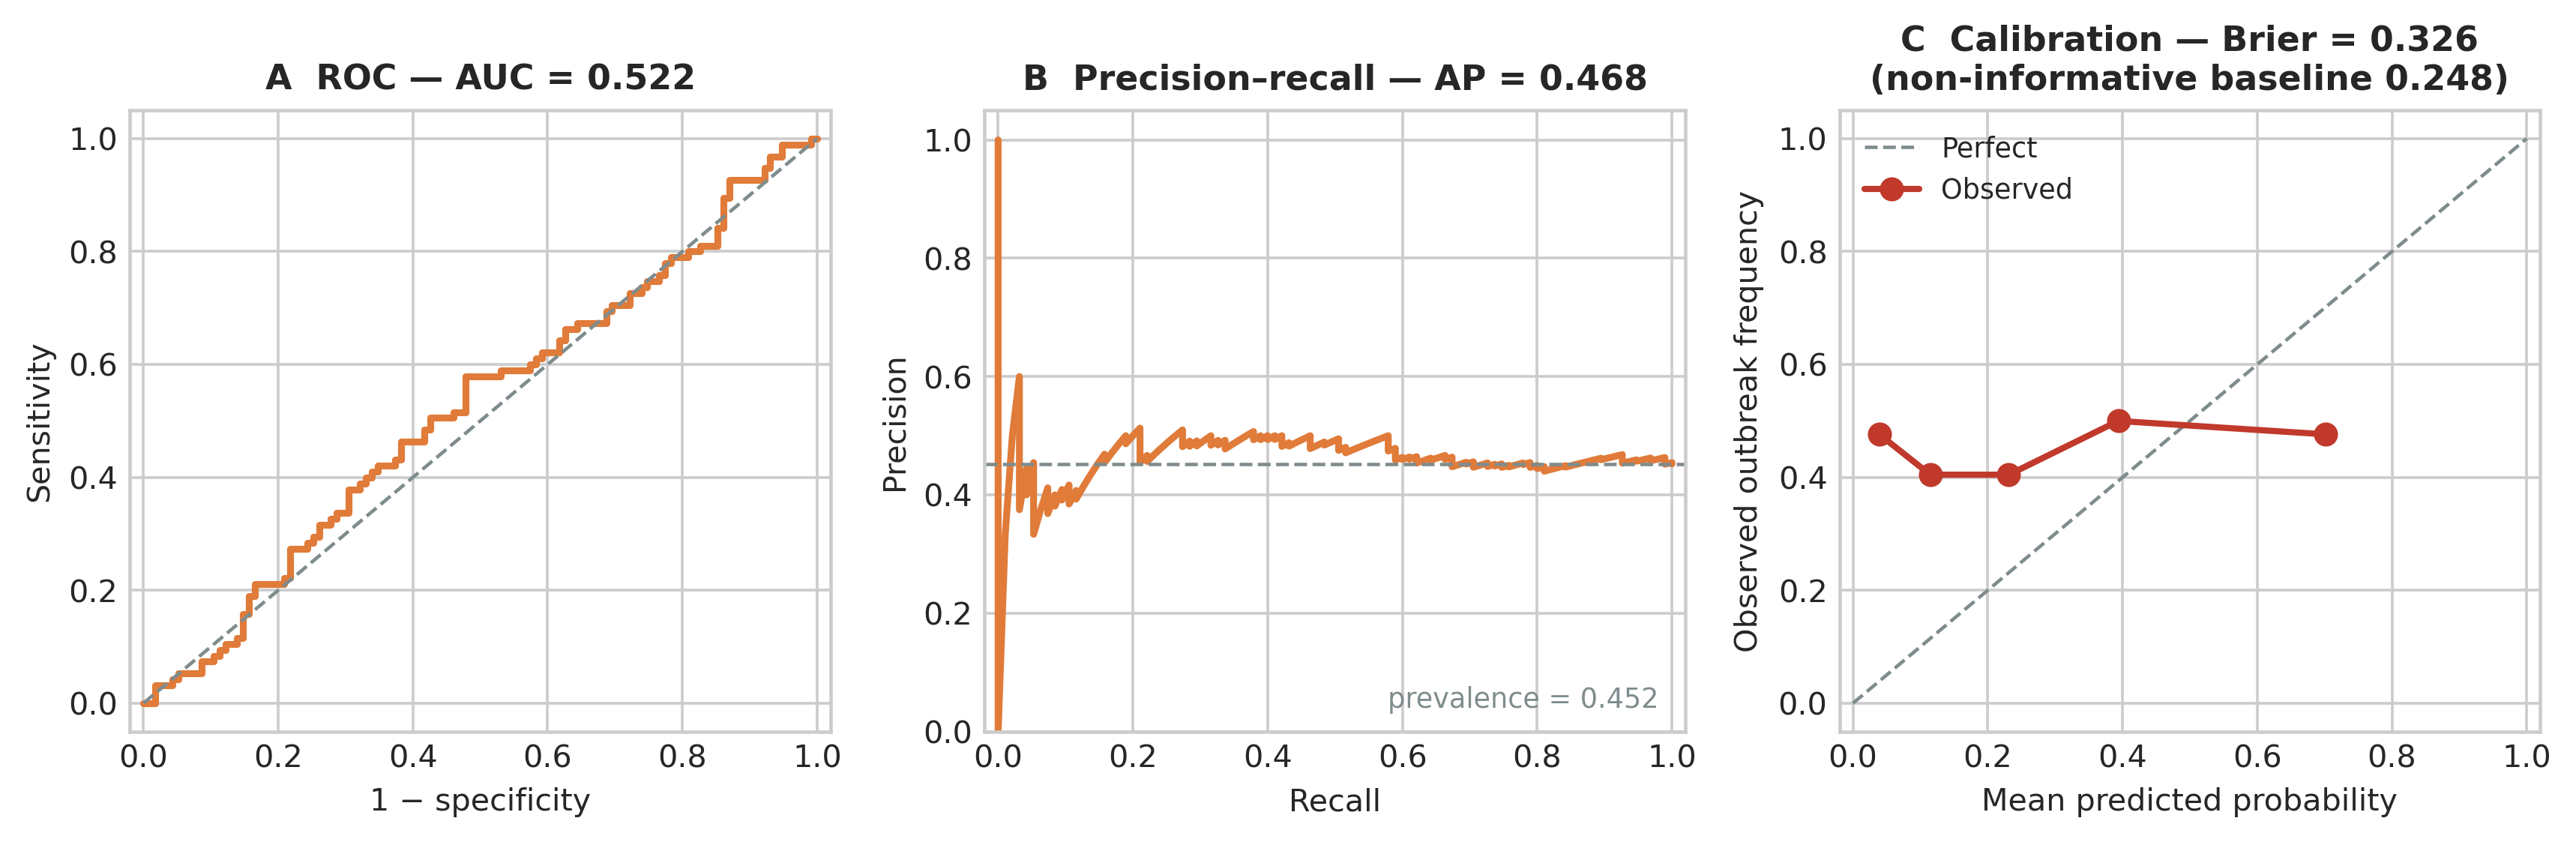 A  ROC — AUC = 0.522
1.0
0.8
0.6
0.4
0.2
0.0
Sensitivity
0.0 0.2 0.4 0.6 0.8 1.0
1 − specificity
B  Precision–recall — AP = 0.468
1.0
0.8
0.6
0.4
0.2
0.0
Precision
prevalence = 0.452
0.0 0.2 0.4 0.6 0.8 1.0
Recall
C  Calibration — Brier = 0.326
(non-informative baseline 0.248)
Perfect
Observed
1.0
0.8
0.6
0.4
0.2
0.0
Observed outbreak frequency
0.0 0.2 0.4 0.6 0.8 1.0
Mean predicted probability